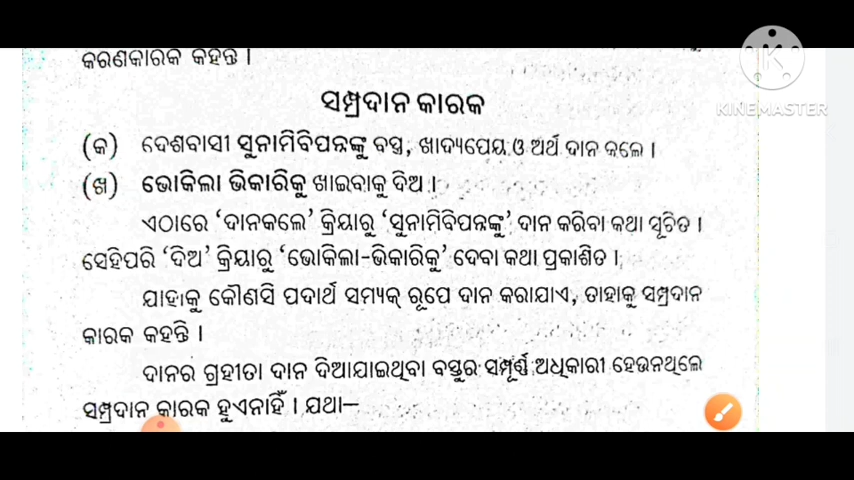 କରଣକାରକ କହନ୍ତି ।
KINEMASTER
ସମ୍ପ୍ରଦାନ କାରକ
(କ) ଦେଶବାସୀ ସୁନାମିବିପନ୍ନଙ୍କୁ ବସ୍ତ୍ର, ଖାଦ୍ୟପେୟ ଓ ଅର୍ଥ ଦାନ କଲେ ।
(ଖ) ଭୋକିଲା ଭିକାରିକୁ ଖାଇବାକୁ ଦିଅ ।
ଏଠାରେ ‘ଦାନକଲେ’ କ୍ରିୟାରୁ ‘ସୁନାମିବିପନ୍ନଙ୍କୁ’ ଦାନ କରିବା କଥା ସୂଚିତ ।
ସେହିପରି ‘ଦିଅ’ କ୍ରିୟାରୁ ‘ଭୋକିଲା-ଭିକାରିକୁ’ ଦେବା କଥା ପ୍ରକାଶିତ ।
ଯାହାକୁ କୌଣସି ପଦାର୍ଥ ସମ୍ୟକ୍ ରୂପେ ଦାନ କରାଯାଏ, ତାହାକୁ ସମ୍ପ୍ରଦାନ
କାରକ କହନ୍ତି ।
ଦାନର ଗ୍ରହୀତା ଦାନ ଦିଆଯାଇଥିବା ବସ୍ତୁର ସମ୍ପୂର୍ଣ୍ଣ ଅଧିକାରୀ ହେଉନଥିଲେ
ସମ୍ପ୍ରଦାନ କାରକ ହୁଏନାହିଁ । ଯଥା—